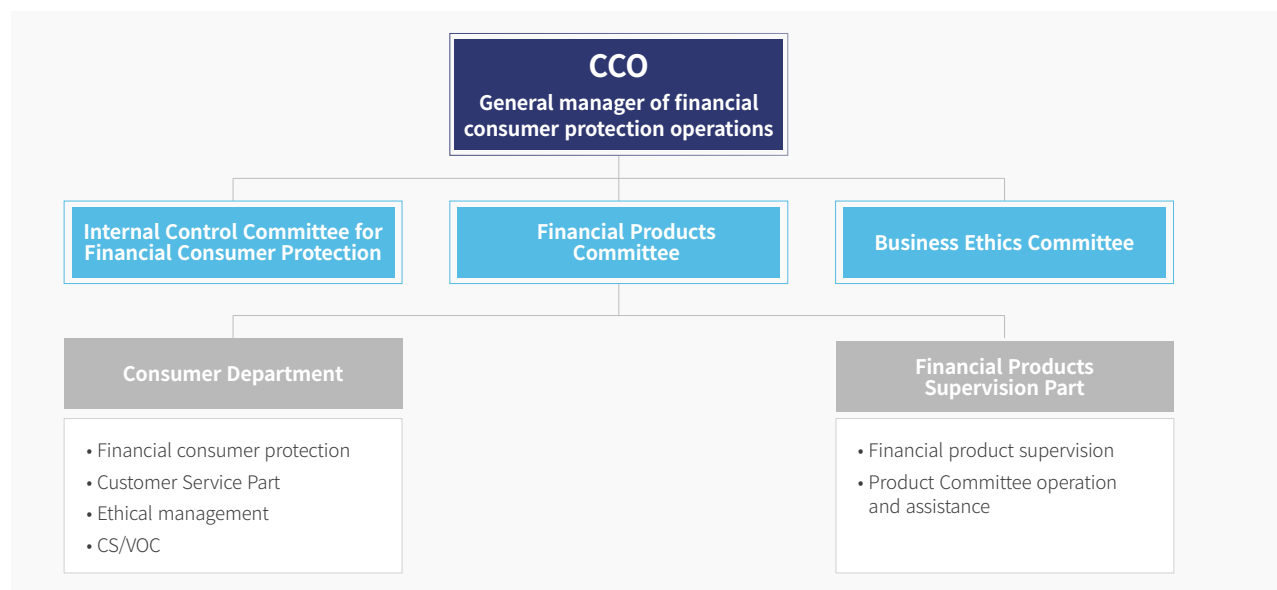 CCO
General manager of financial
consumer protection operations
Internal Control Committee for
Financial Consumer Protection
Financial Products
Committee
Business Ethics Committee
Consumer Department
• Financial consumer protection
• Customer Service Part
• Ethical management
• CS/VOC
Financial Products
Supervision Part
• Financial product supervision
• Product Committee operation
and assistance